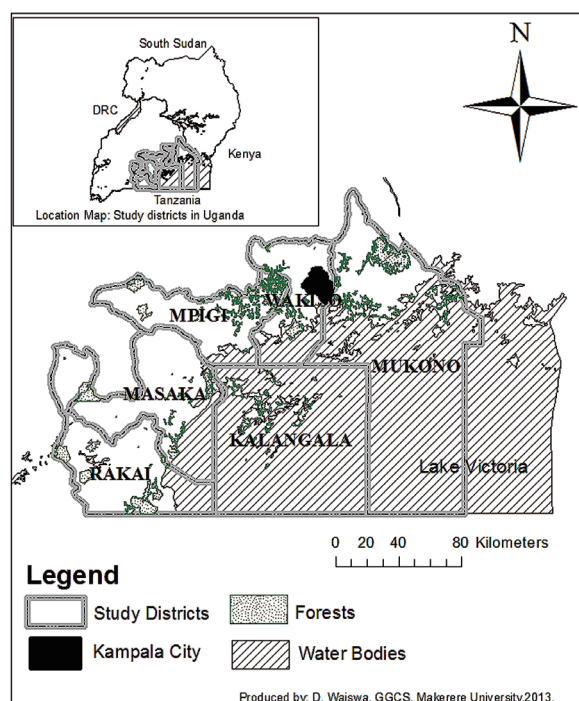 South Sudan
N
DRC
Kenya
Tanzania
Location Map: Study districts in Uganda
WAKISO
MPIGI
MUKONO
MASAKA
KALANGALA
RAKAI
Lake Victoria
0 20 40 80 Kilometers
Legend
Study Districts
Forests
Kampala City
Water Bodies
Produced by: D. Waiswa, GGCS, Makerere University,2013.